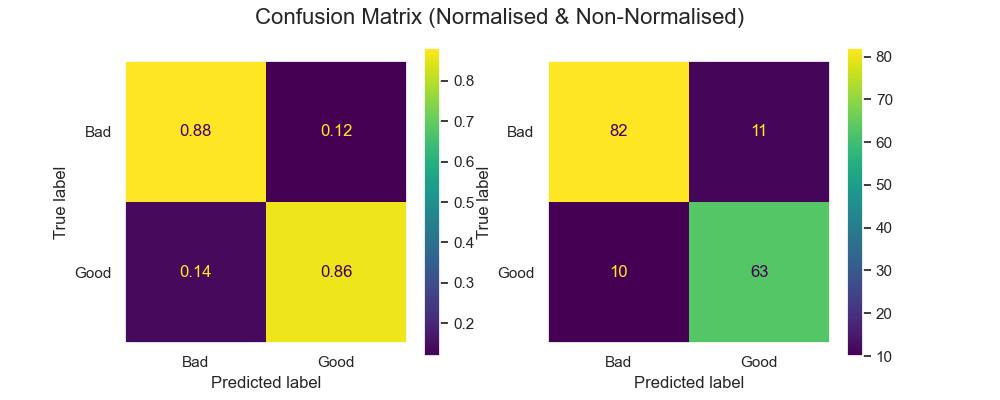 Confusion Matrix (Normalised & Non-Normalised)
True label
Bad
Good
0.88
0.12
0.14
0.86
Bad
Good
Predicted label
0.8
0.7
0.6
0.5
0.4
0.3
0.2
True label
Bad
Good
82
11
10
63
Bad
Good
Predicted label
80
70
60
50
40
30
20
10